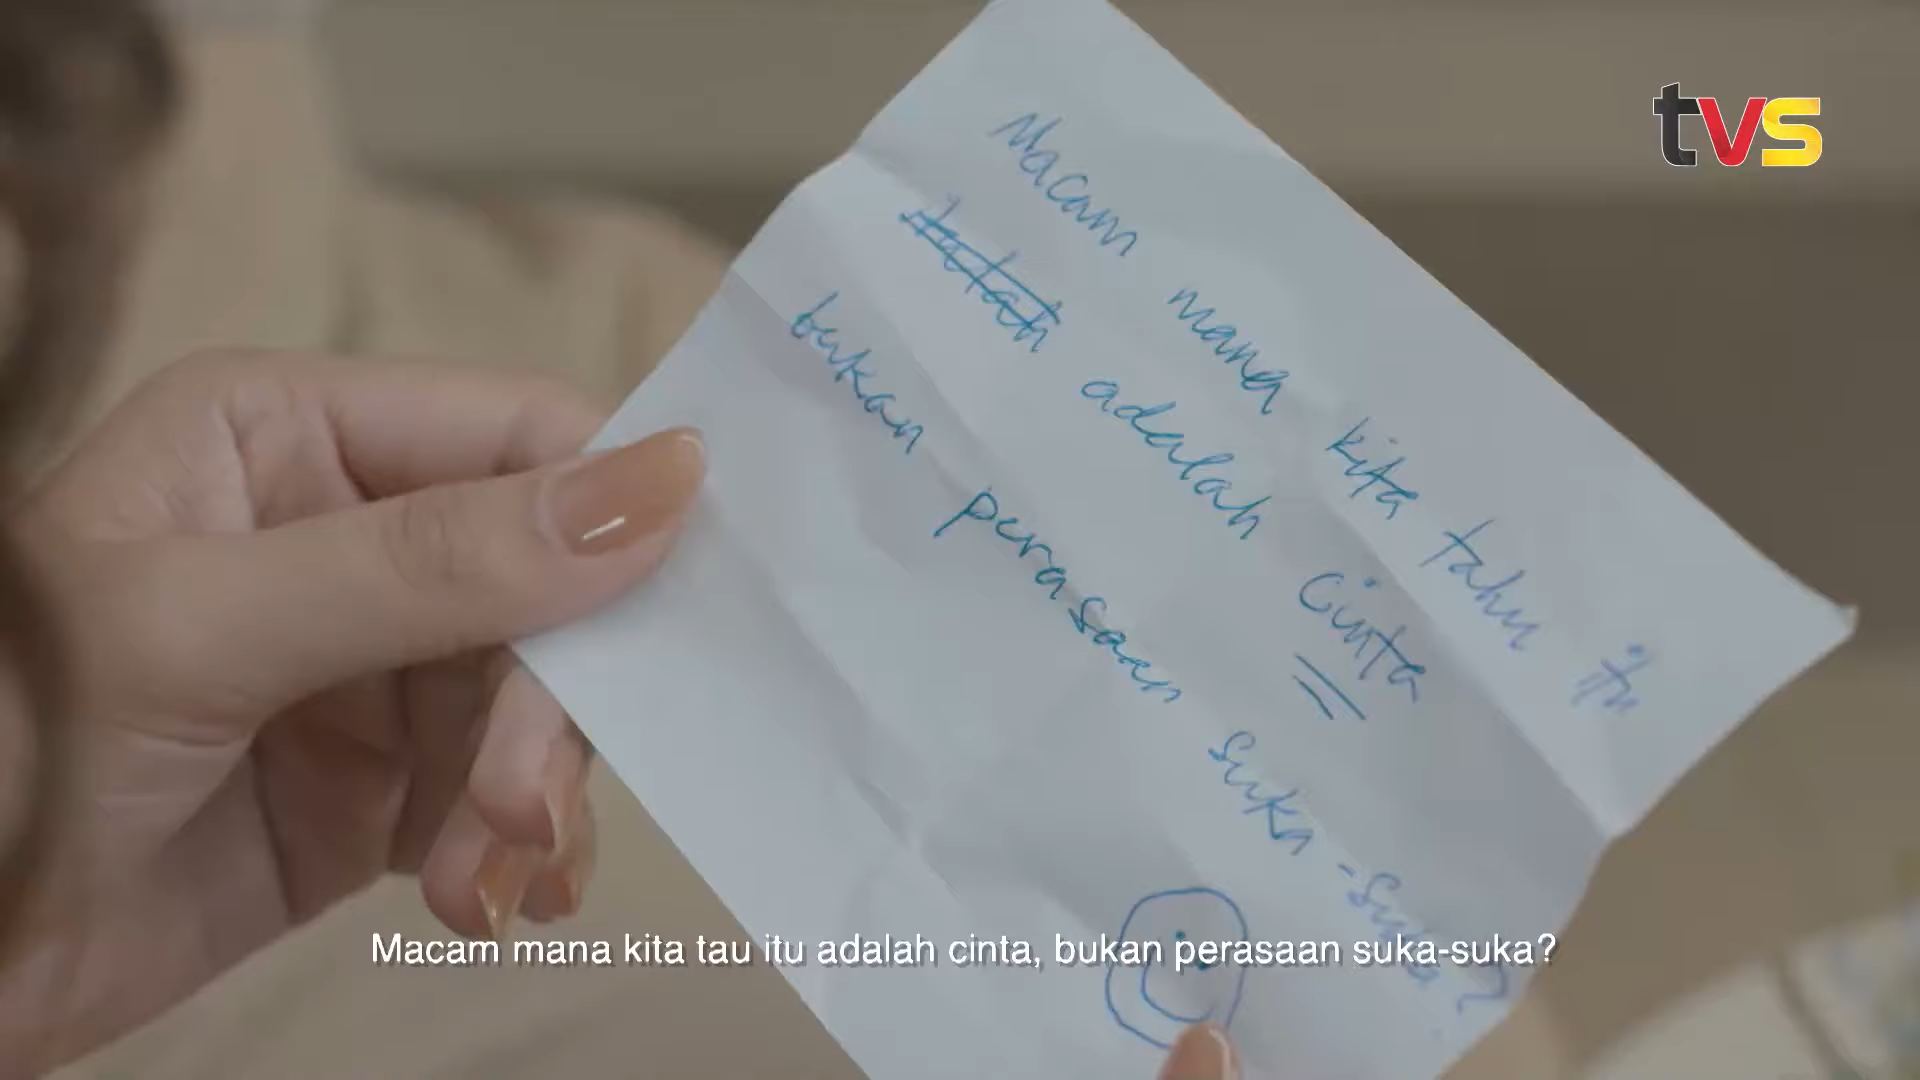 tvs
Macam mana kita tahu itu
adalah cinta
bukan perasaan suka-suka?
Macam mana kita tau itu adalah cinta, bukan perasaan suka-suka?